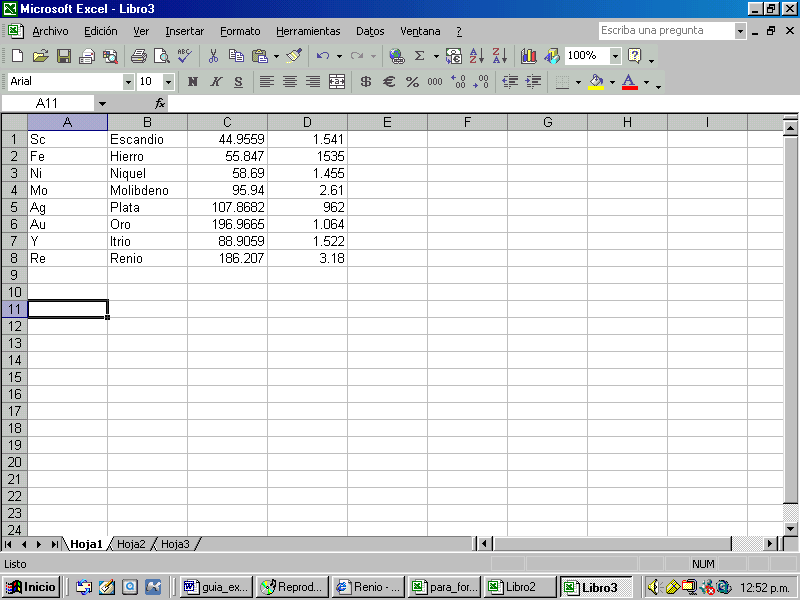 Microsoft Excel - Libro3
Archivo Edición Ver Insertar Formato Herramientas Datos Ventana ? Escriba una pregunta
100%
Arial 10 N K S $ € % 000
A11 fx
A B C D E F G H I
1 Sc Escandio 44.9559 1.541
2 Fe Hierro 55.847 1535
3 Ni Niquel 58.69 1.455
4 Mo Molibdeno 95.94 2.61
5 Ag Plata 107.8682 962
6 Au Oro 196.9665 1.064
7 Y Itrio 88.9059 1.522
8 Re Renio 186.207 3.18
9
10
11
12
13
14
15
16
17
18
19
20
21
22
23
24
Hoja1 Hoja2 Hoja3
Listo NUM
Inicio guia_ex... Reprod... Renio - ... para_for... Libro2 Libro3 12:52 p.m.